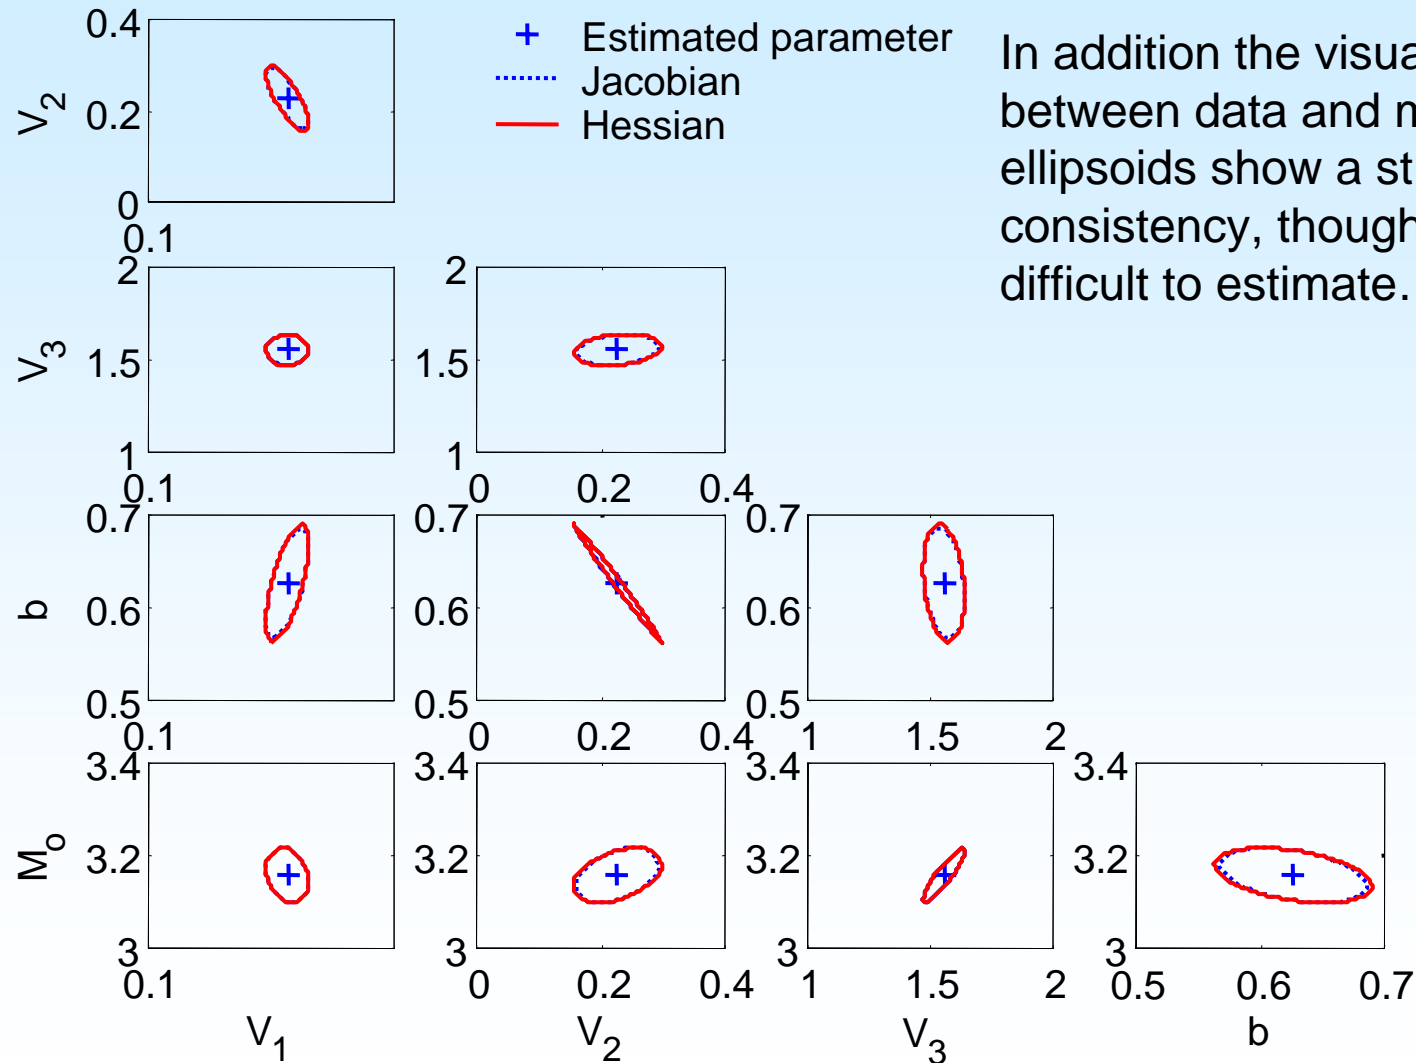 Estimated parameter
Jacobian
Hessian
In addition the visua
between data and m
ellipsoids show a st
consistency, though
difficult to estimate.
0.4
V2 0.2
0
0.1
2
V3 1.5 1.5
1 1
0.1 0 0.2 0.4
0.7 0.7 0.7
b 0.6 0.6 0.6
0.5 0.5 0.5
0.1 0 0.2 0.4 1 1.5 2
3.4 3.4 3.4 3.4
Mo 3.2 3.2 3.2 3.2
3 3 3 3
0.1 0 0.2 0.4 1 1.5 2 0.5 0.6 0.7
V1 V2 V3 b